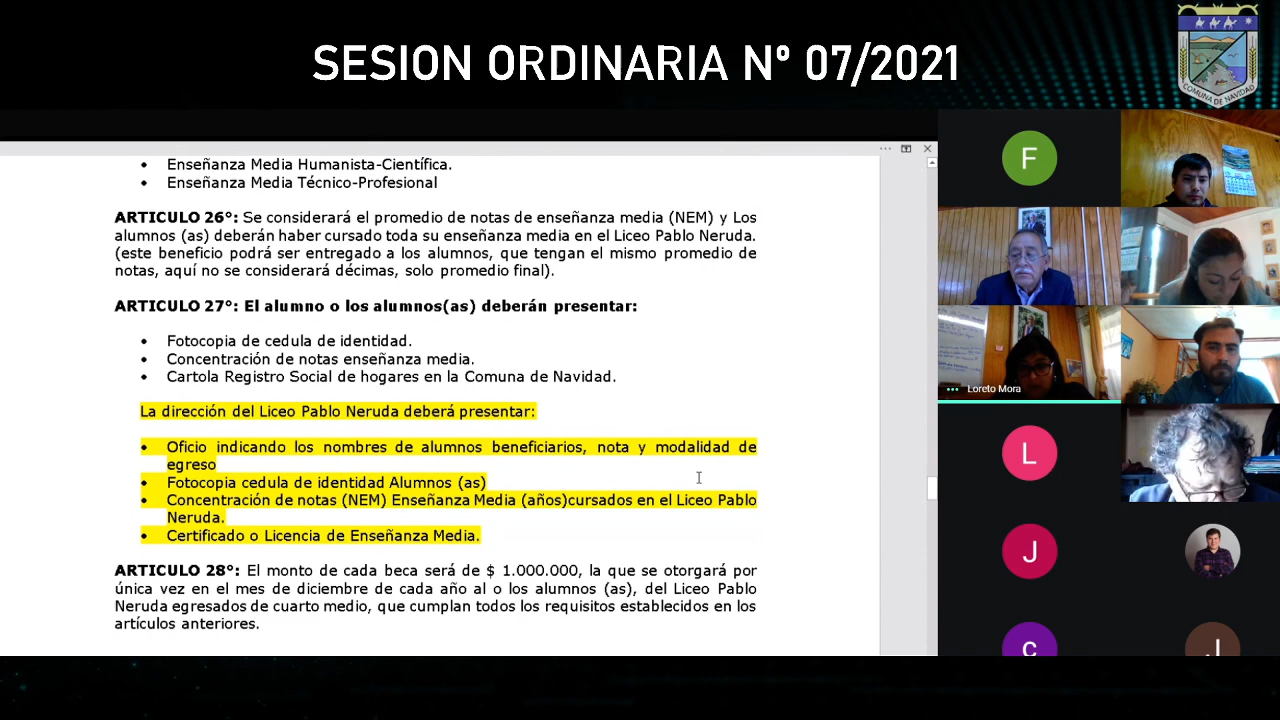 SESION ORDINARIA Nº 07/2021
COMUNA DE NAVIDAD
• Enseñanza Media Humanista-Científica.
• Enseñanza Media Técnico-Profesional
ARTICULO 26°: Se considerará el promedio de notas de enseñanza media (NEM) y Los
alumnos (as) deberán haber cursado toda su enseñanza media en el Liceo Pablo Neruda.
(este beneficio podrá ser entregado a los alumnos, que tengan el mismo promedio de
notas, aquí no se considerará décimas, solo promedio final).
ARTICULO 27°: El alumno o los alumnos(as) deberán presentar:
• Fotocopia de cedula de identidad.
• Concentración de notas enseñanza media.
• Cartola Registro Social de hogares en la Comuna de Navidad.
La dirección del Liceo Pablo Neruda deberá presentar:
• Oficio indicando los nombres de alumnos beneficiarios, nota y modalidad de
egreso
• Fotocopia cedula de identidad Alumnos (as)
• Concentración de notas (NEM) Enseñanza Media (años)cursados en el Liceo Pablo
Neruda.
• Certificado o Licencia de Enseñanza Media.
ARTICULO 28°: El monto de cada beca será de $ 1.000.000, la que se otorgará por
única vez en el mes de diciembre de cada año al o los alumnos (as), del Liceo Pablo
Neruda egresados de cuarto medio, que cumplan todos los requisitos establecidos en los
artículos anteriores.
F
Loreto Mora
L
J
c
J